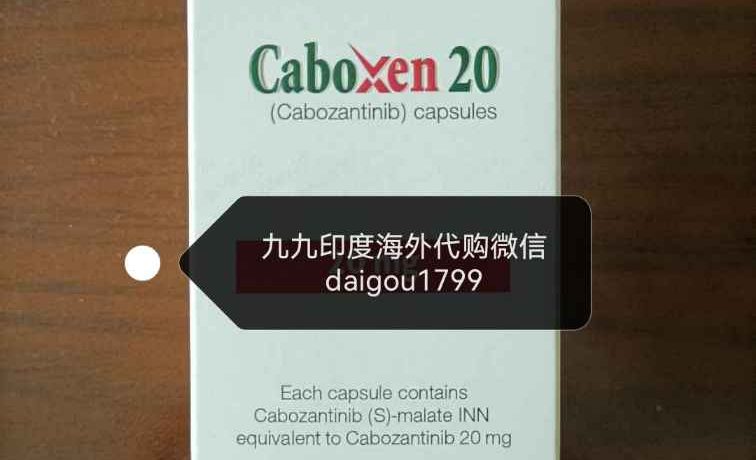 Caboxen 20
(Cabozantinib) capsules
九九印度海外代购微信
daigou1799
Each capsule contains
Cabozantinib (S)-malate INN
equivalent to Cabozantinib 20 mg